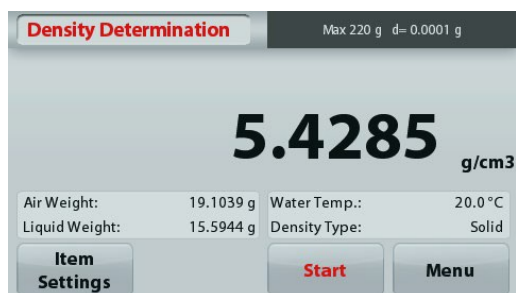 Density Determination
Max 220 g d= 0.0001 g
5.4285 g/cm3
Air Weight: 19.1039 g Water Temp.: 20.0°C
Liquid Weight: 15.5944 g Density Type: Solid
Item
Settings
Start
Menu